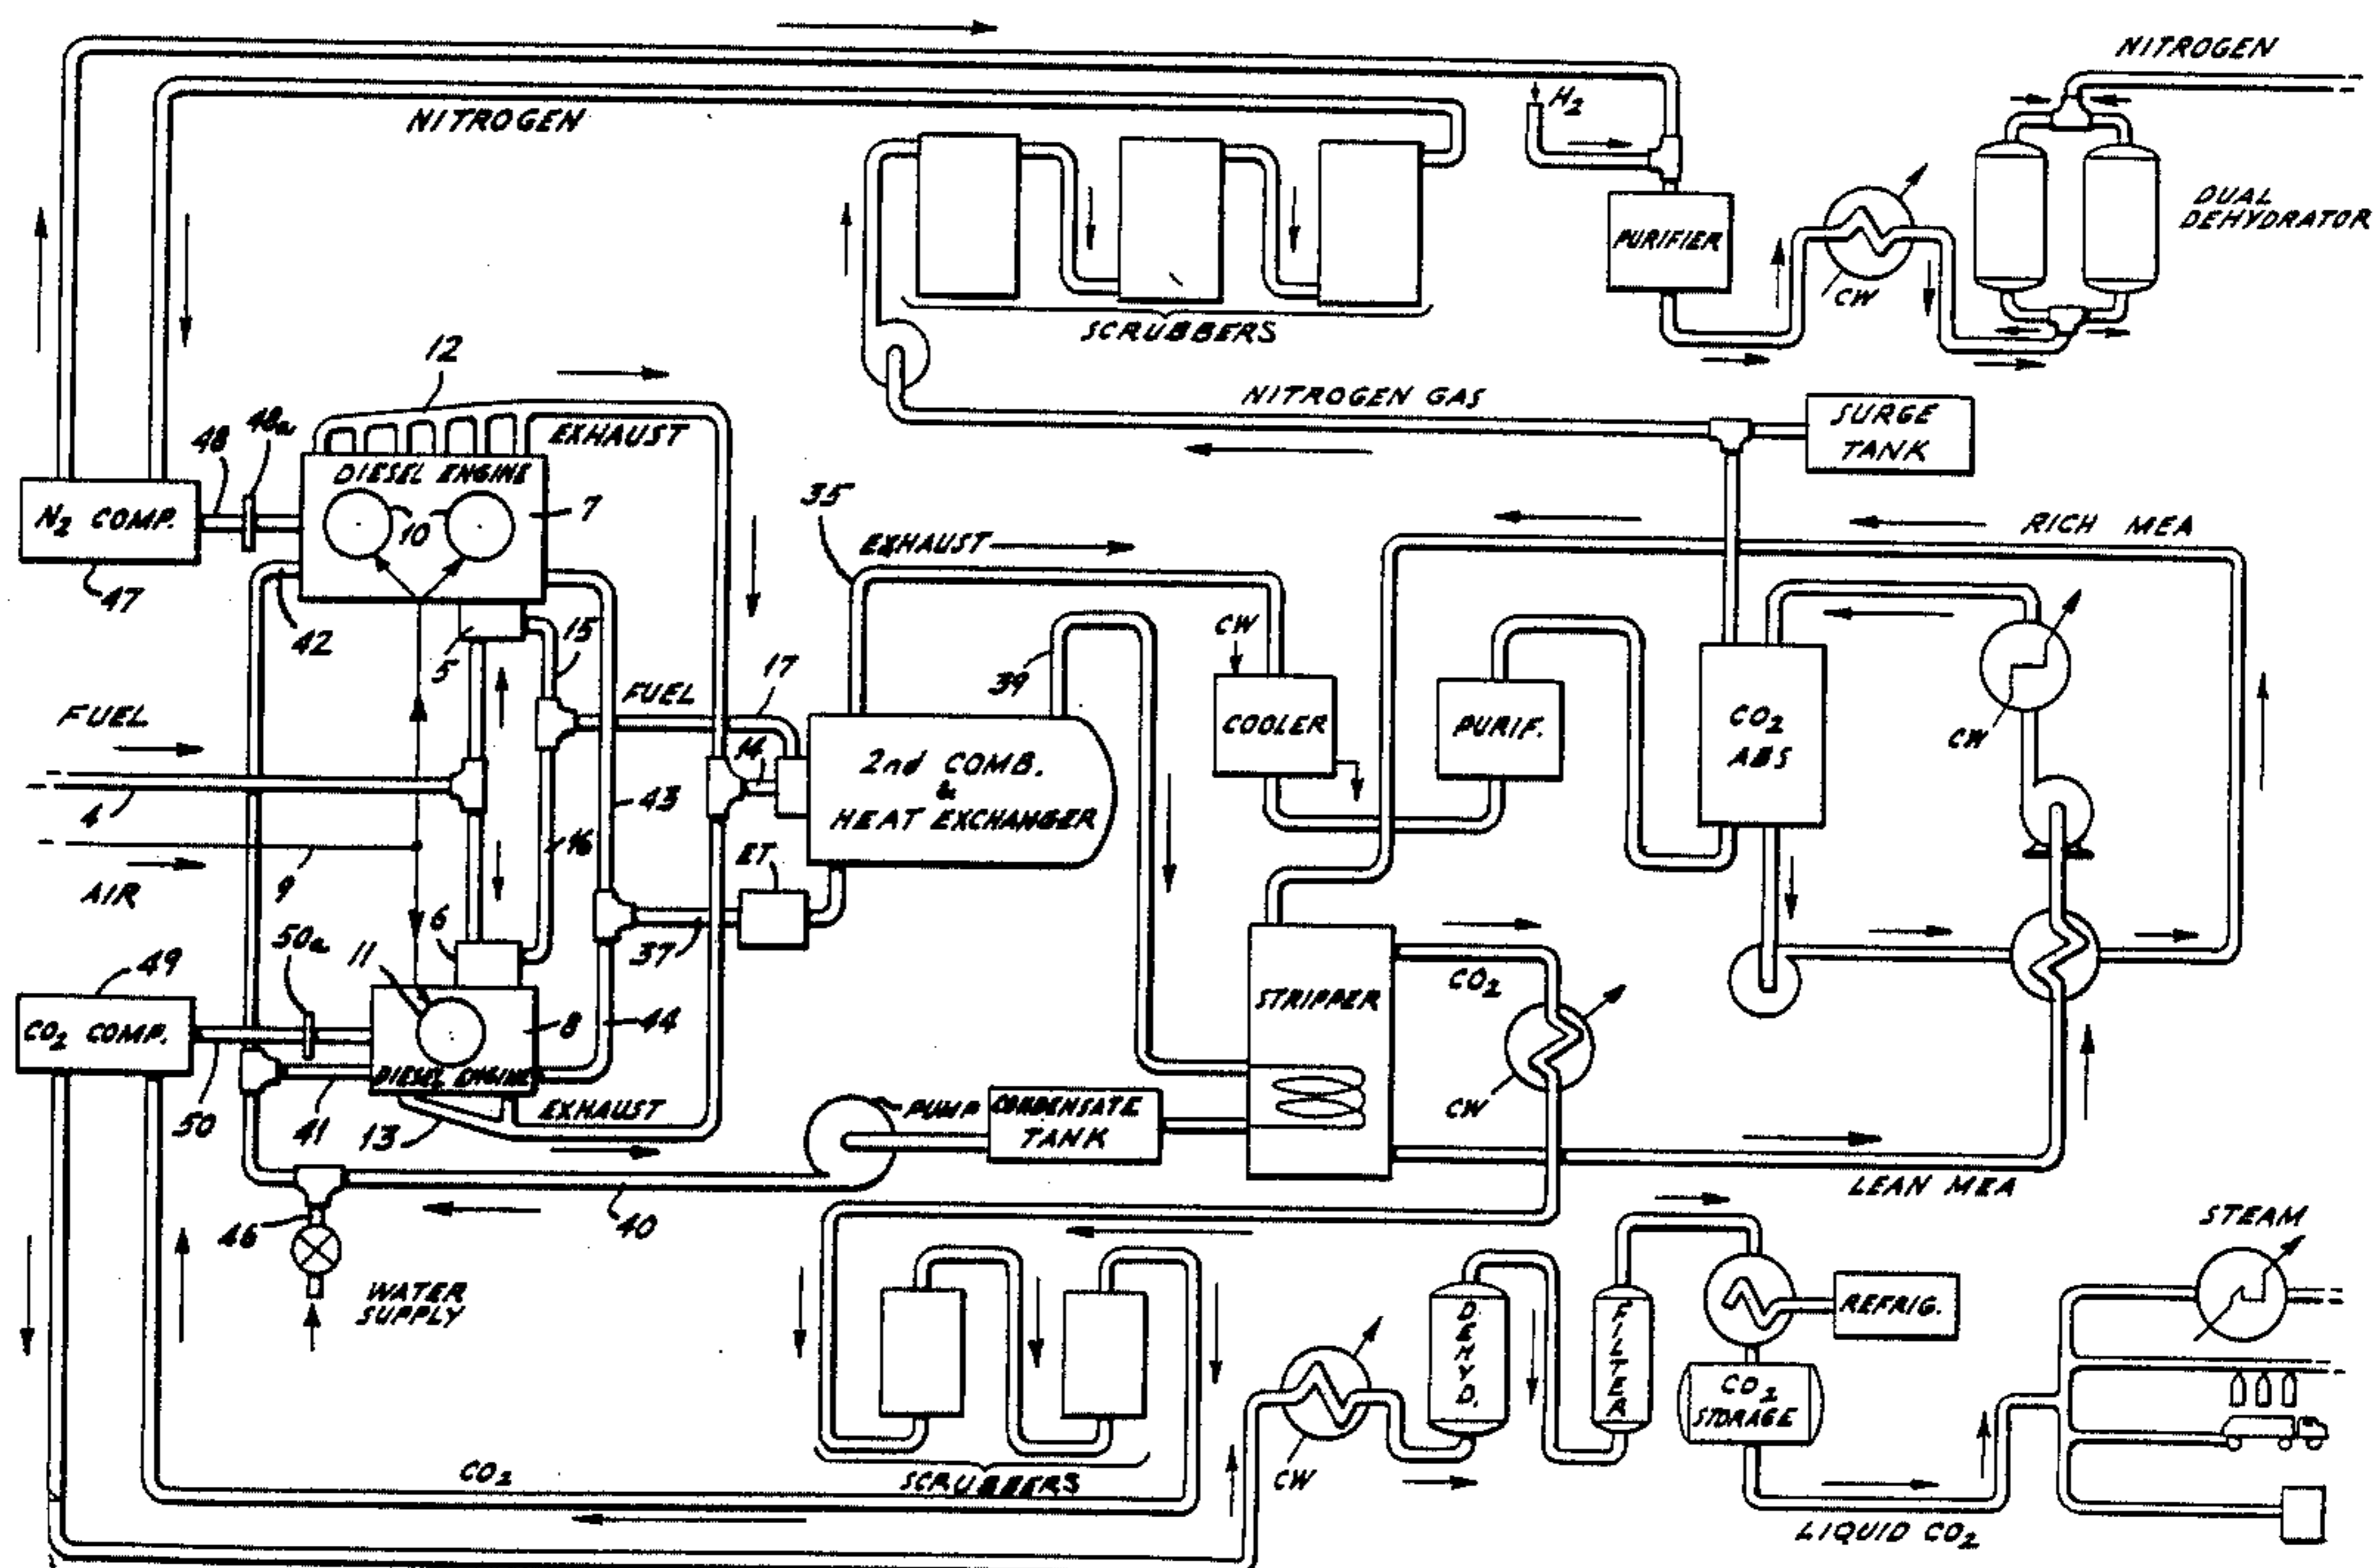 NITROGEN
H2
NITROGEN
DUAL
DEHYDRATOR
PURIFIER
CW
SCRUBBERS
12
NITROGEN GAS
SURGE
TANK
EXHAUST
48
48a
DIESEL ENGINE
N2 COMP.
10
7
35
EXHAUST
RICH MEA
47
42
5
15
CW
39
FUEL
17
FUEL
COOLER
PURIF.
CO2
ABS
CW
14
2nd COMB.
&
HEAT EXCHANGER
4
43
16
ET
9
AIR
6
50a
11
37
49
CO2
STRIPPER
CO2 COMP.
8
44
DIESEL ENGINE
CW
50
41
13
EXHAUST
PUMP
CONDENSATE
TANK
LEAN MEA
40
46
STEAM
WATER
SUPPLY
DEHYD.
FILTER
REFRIG.
CO2
STORAGE
CO2
SCRUBBERS
CW
LIQUID CO2